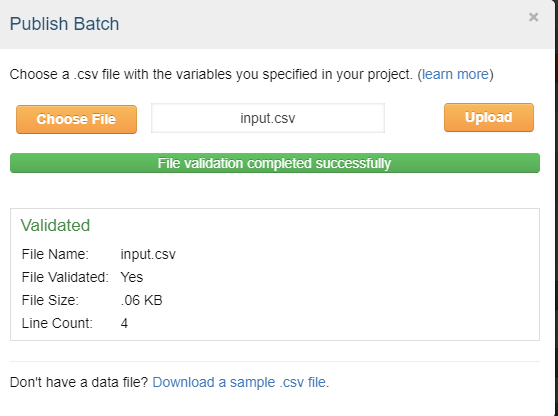 Publish Batch
×
Choose a .csv file with the variables you specified in your project. (learn more)
Choose File
input.csv
Upload
File validation completed successfully
Validated
File Name: input.csv
File Validated: Yes
File Size: .06 KB
Line Count: 4
Don't have a data file? Download a sample .csv file.